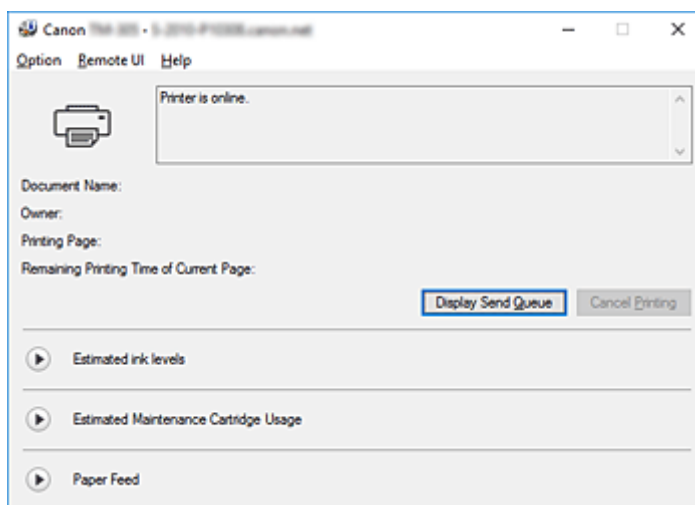 Canon
Option Remote UI Help
Printer is online.
Document Name:
Owner:
Printing Page:
Remaining Printing Time of Current Page:
Display Send Queue Cancel Printing
Estimated ink levels
Estimated Maintenance Cartridge Usage
Paper Feed